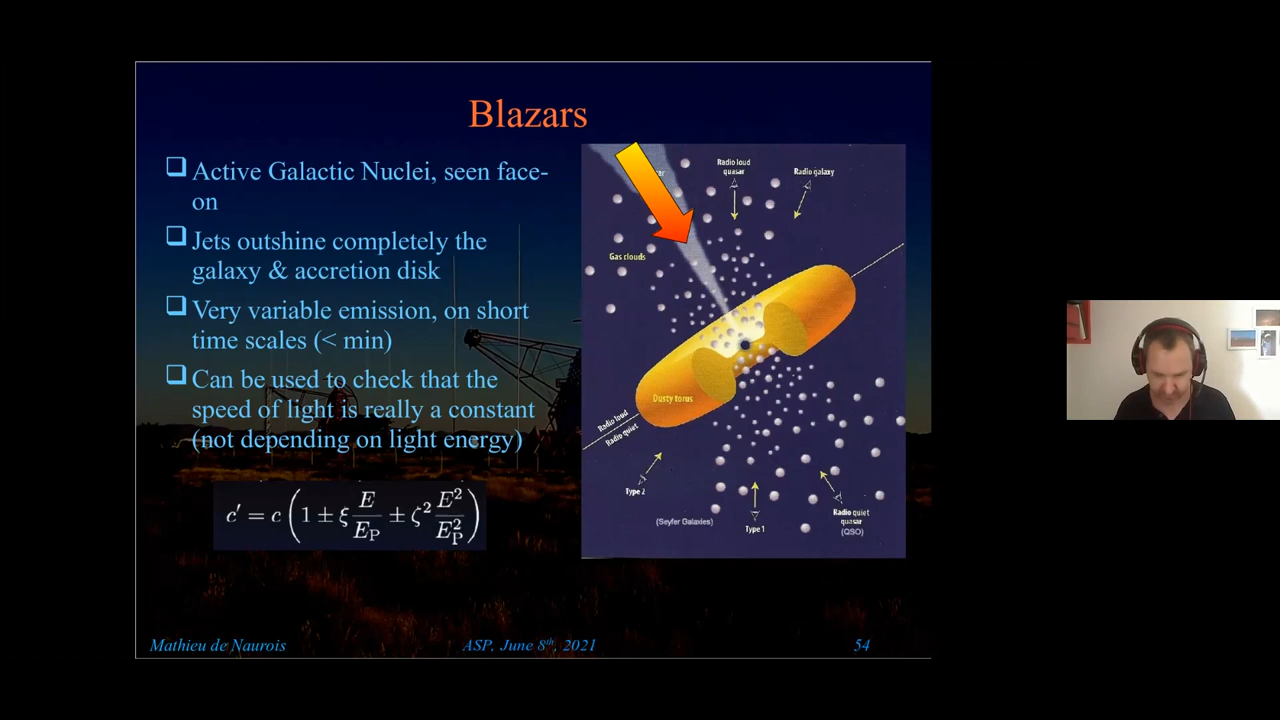 Blazars
Active Galactic Nuclei, seen face-
on
Jets outshine completely the
galaxy & accretion disk
Very variable emission, on short
time scales (< min)
Can be used to check that the
speed of light is really a constant
(not depending on light energy)
c′ = c (1 ± ξ E/E_P ± ζ² E²/E_P²)
Radio loud
quasar
Radio galaxy
Gas clouds
Dusty torus
Radio loud
Radio quiet
Type 2
(Seyfer Galaxies)
Type 1
Radio quiet
quasar
(QSO)
Mathieu de Naurois
ASP, June 8th, 2021
54